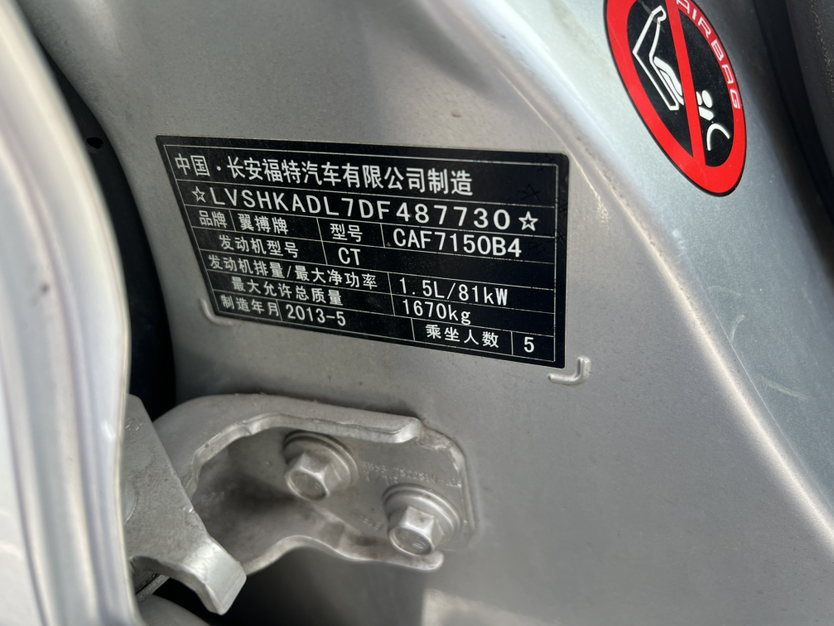 AIRBAG
中国·长安福特汽车有限公司制造
☆LVSHKADL7DF487730☆
品牌 翼搏牌 型号 CAF7150B4
发动机型号 CT
发动机排量/最大净功率 1.5L/81kW
最大允许总质量 1670kg
制造年月 2013-5 乘坐人数 5